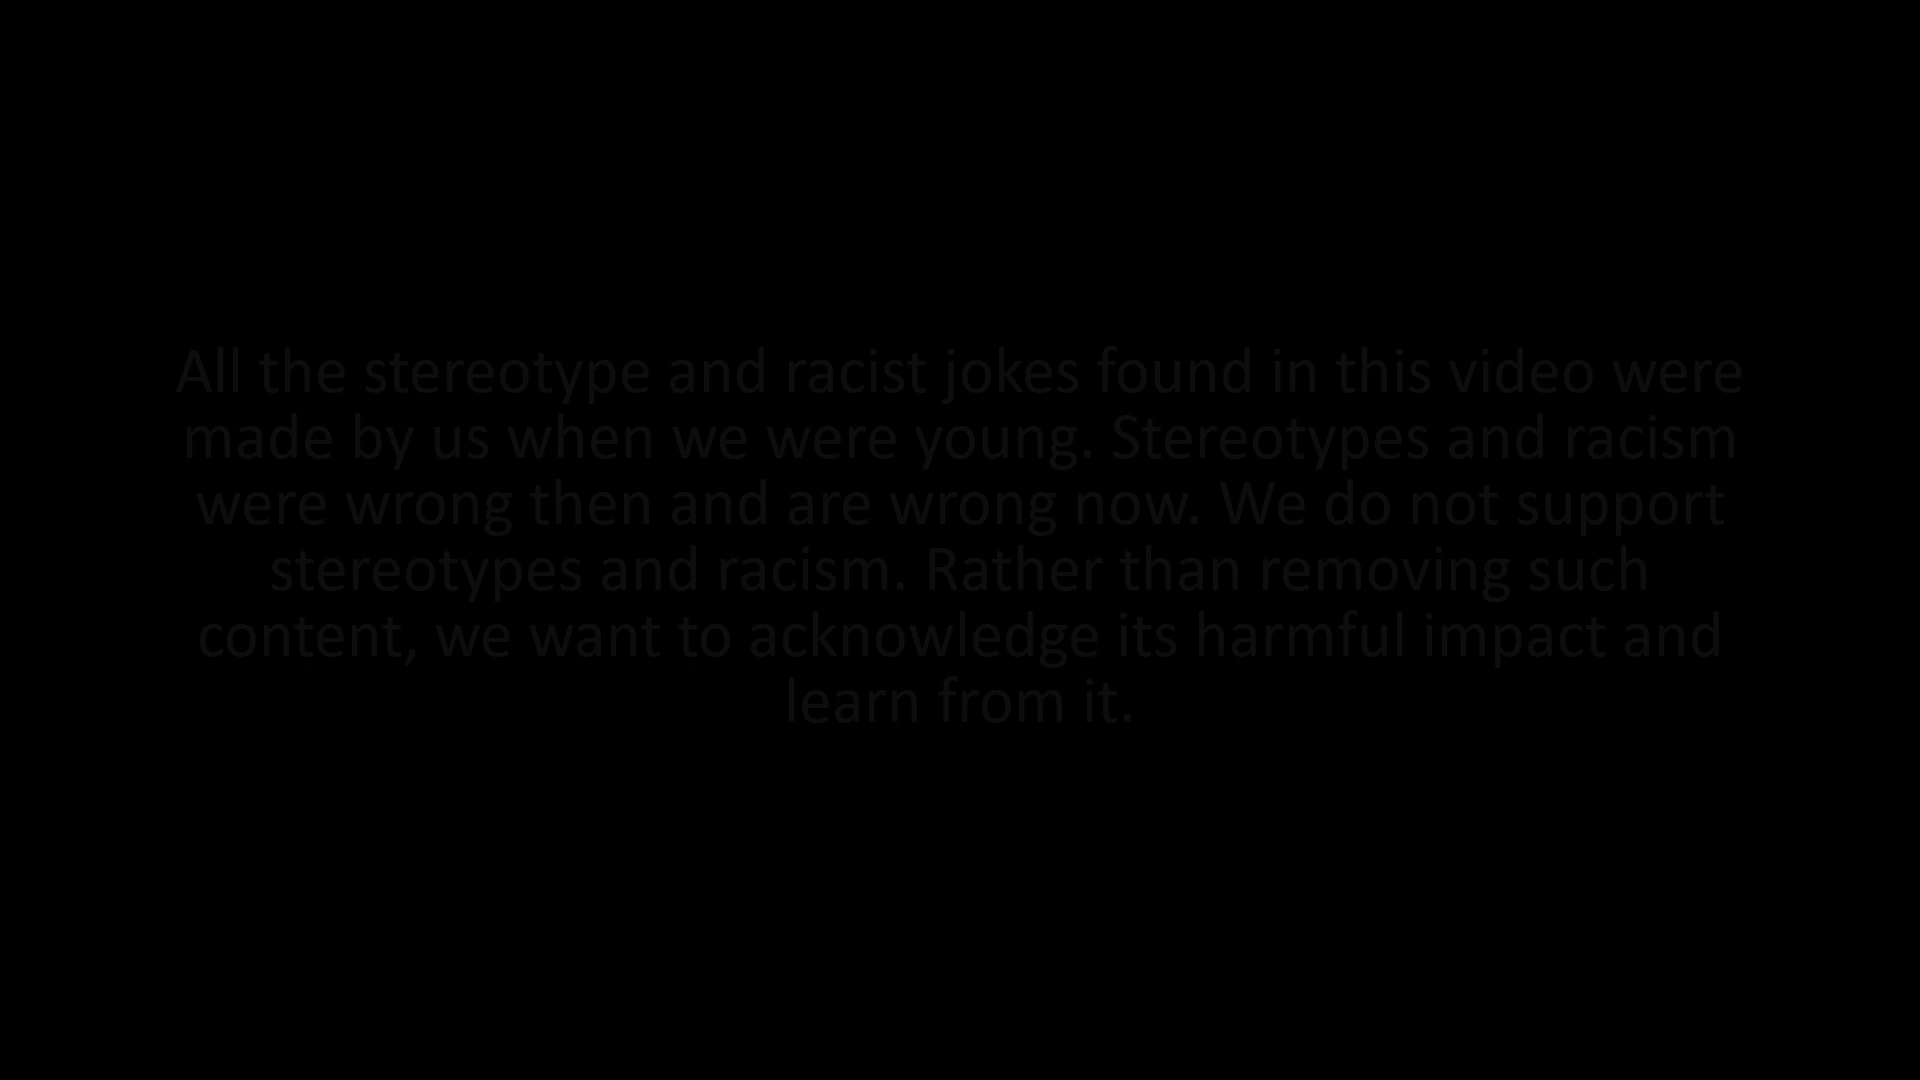 All the stereotype and racist jokes found in this video were
made by us when we were young. Stereotypes and racism
were wrong then and are wrong now. We do not support
stereotypes and racism. Rather than removing such
content, we want to acknowledge its harmful impact and
learn from it.